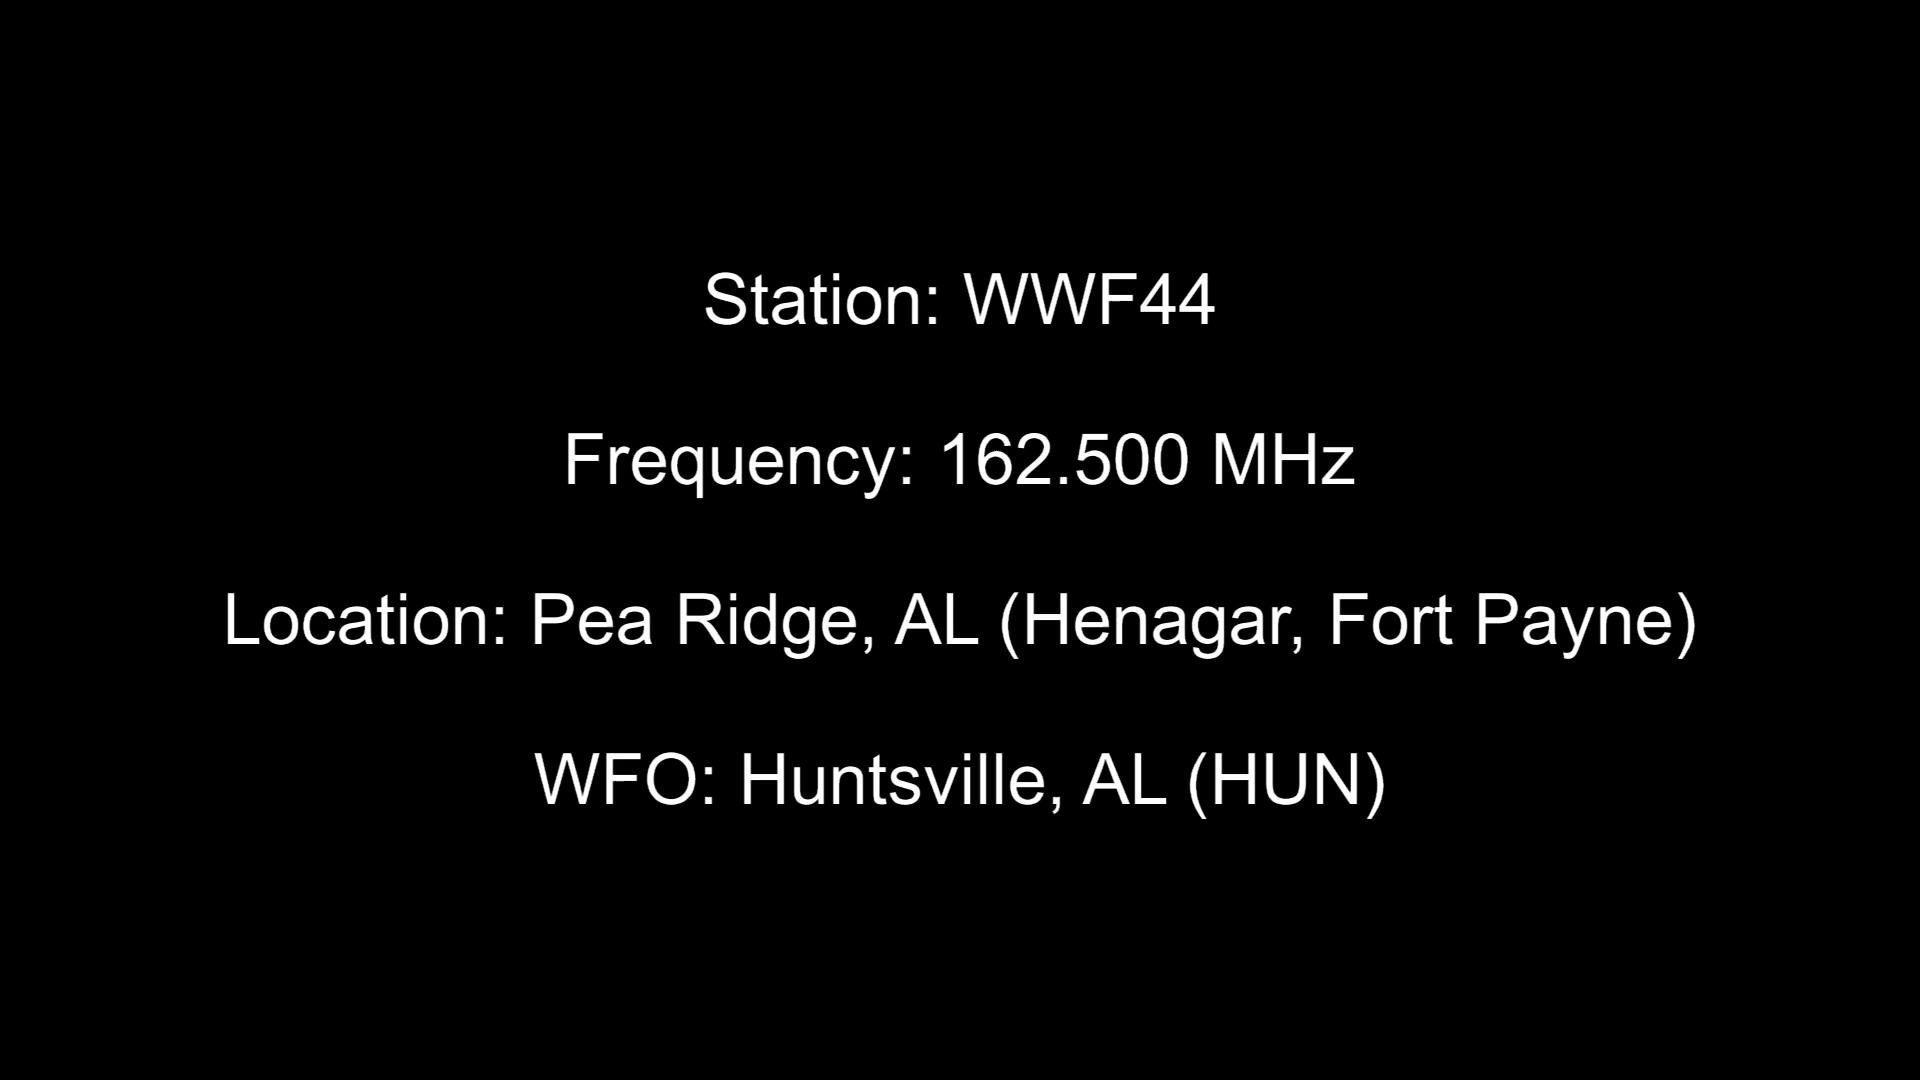 Station: WWF44
Frequency: 162.500 MHz
Location: Pea Ridge, AL (Henagar, Fort Payne)
WFO: Huntsville, AL (HUN)